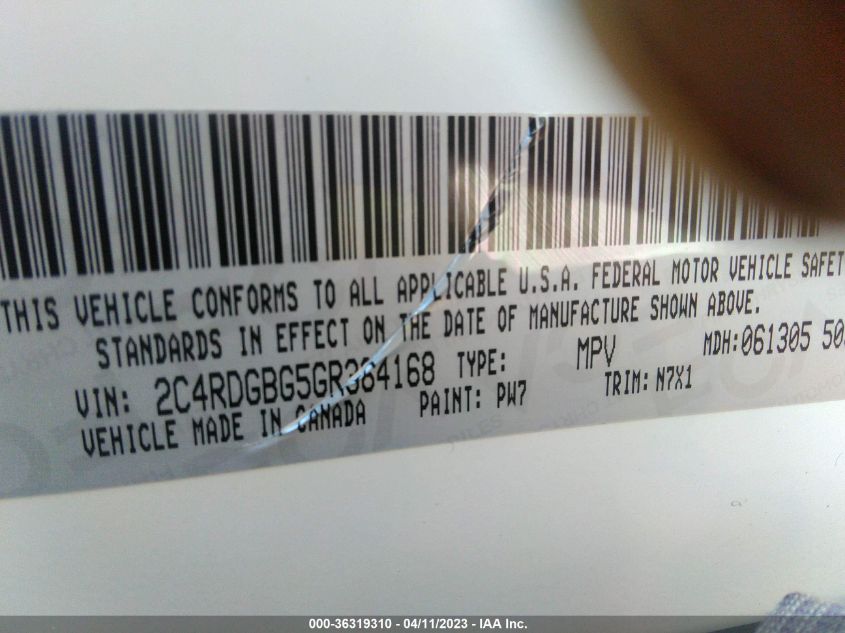 THIS VEHICLE CONFORMS TO ALL APPLICABLE U.S.A. FEDERAL MOTOR VEHICLE SAFET
STANDARDS IN EFFECT ON THE DATE OF MANUFACTURE SHOWN ABOVE.
VIN: 2C4RDGBG5GR364168 TYPE: MPV MDH:061305 50
VEHICLE MADE IN CANADA PAINT: PW7 TRIM: N7X1
000-36319310 - 04/11/2023 - IAA Inc.